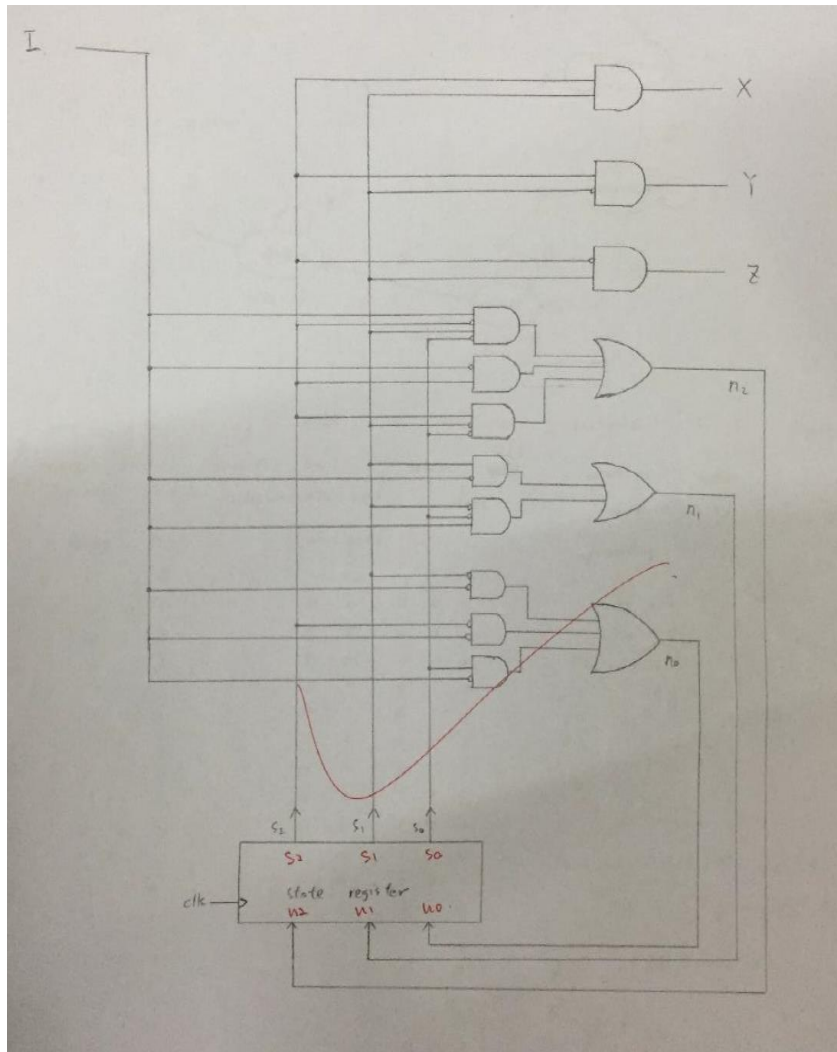 I
X
Y
Z
n2
n1
n0
s2 s1 s0
S2 S1 S0
clk state register
n2 n1 n0